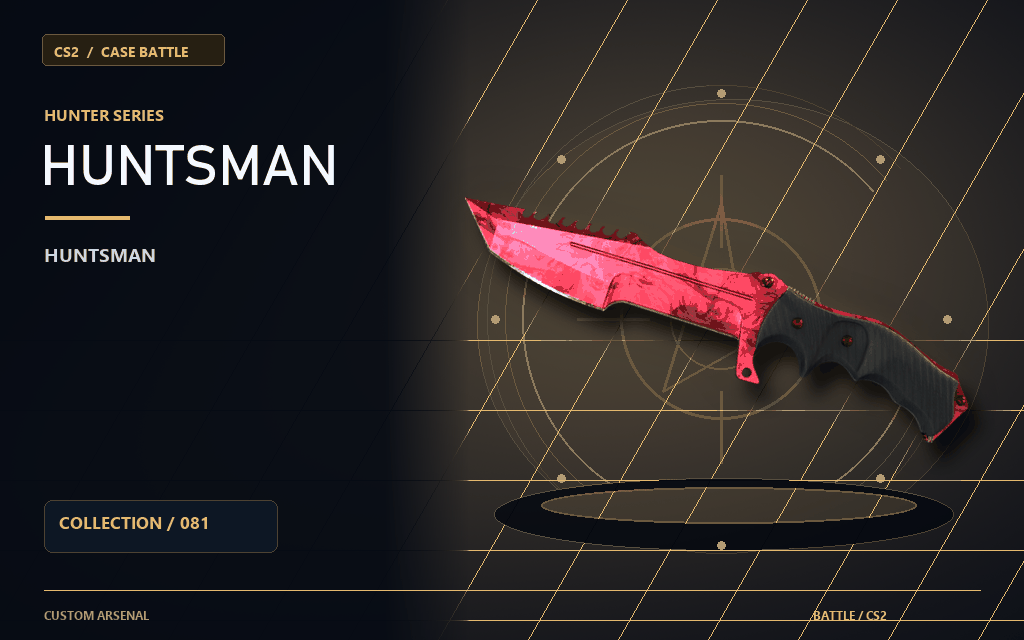 CS2 / CASE BATTLE
HUNTER SERIES
HUNTSMAN
HUNTSMAN
COLLECTION / 081
CUSTOM ARSENAL
BATTLE / CS2